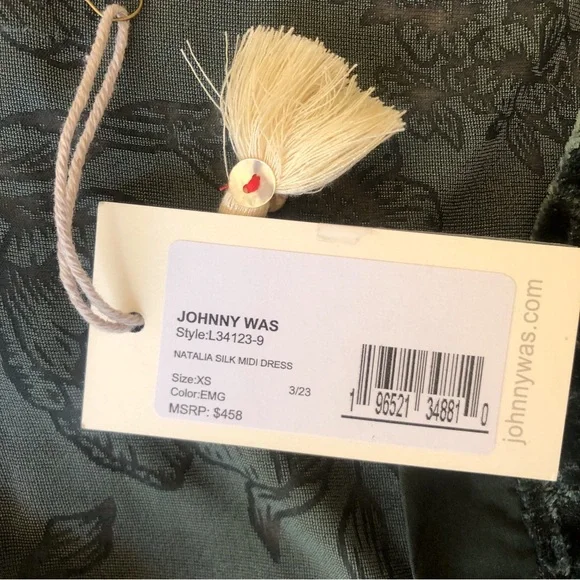 JOHNNY WAS
Style:L34123-9
NATALIA SILK MIDI DRESS
Size:XS 3/23
Color:EMG
MSRP: $458
1 96521 34881 0
johnnywas.com